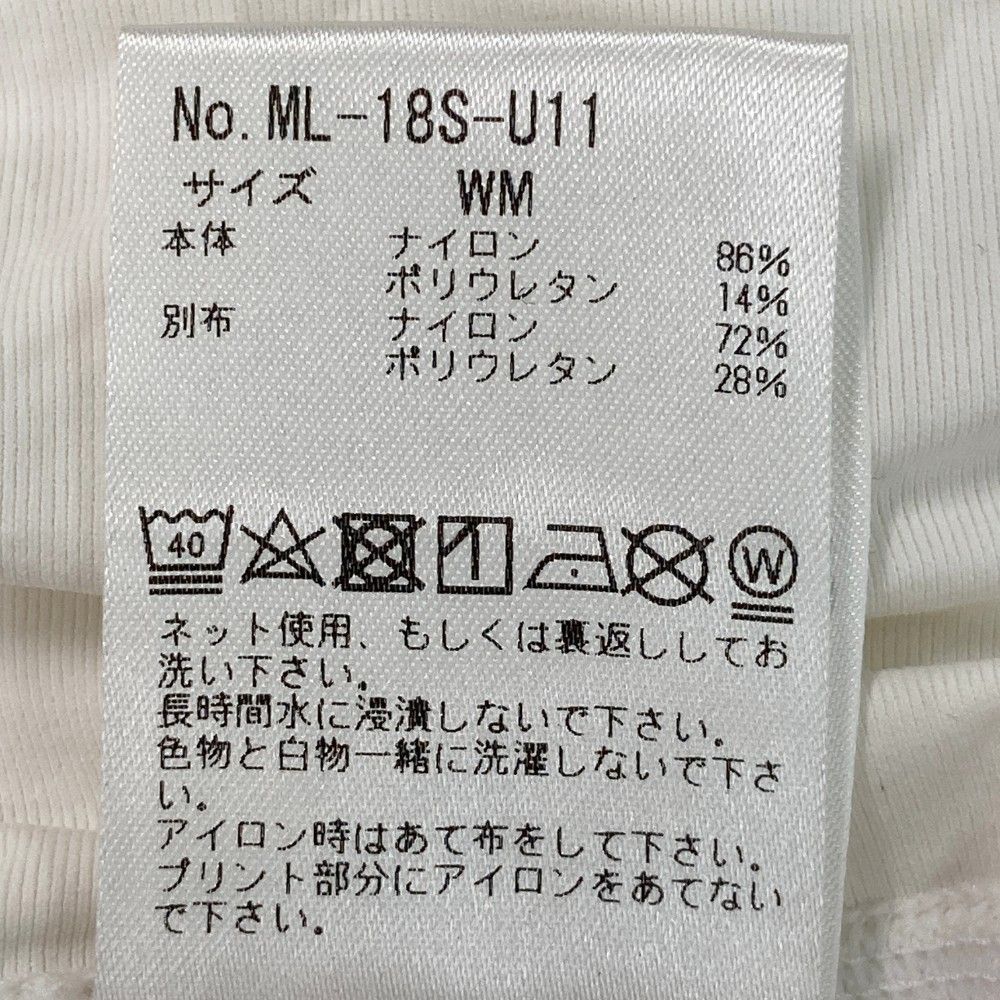 No.ML-18S-U11
サイズ WM
本体 ナイロン 86%
ポリウレタン 14%
別布 ナイロン 72%
ポリウレタン 28%
40 W
ネット使用、もしくは裏返ししてお
洗い下さい。
長時間水に浸漬しないで下さい。
色物と白物一緒に洗濯しないで下さ
い。
アイロン時はあて布をして下さい。
プリント部分にアイロンをあてない
で下さい。